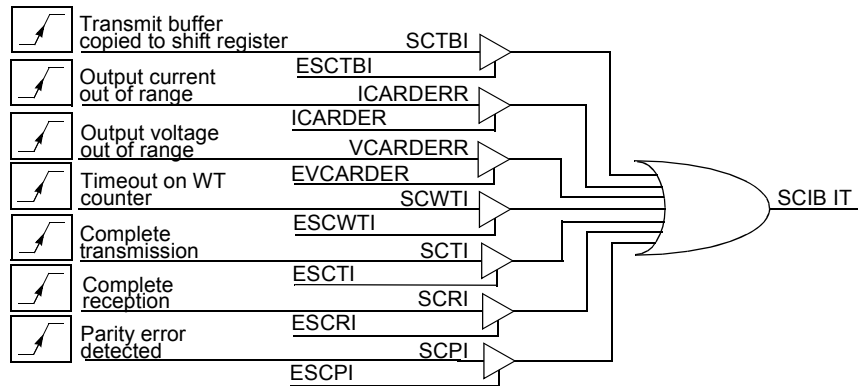 Transmit buffer
copied to shift register
SCTBI
ESCTBI
Output current
out of range
ICARDERR
ICARDER
Output voltage
out of range
VCARDERR
EVCARDER
Timeout on WT
counter
SCWTI
ESCWTI
SCIB IT
Complete
transmission
SCTI
ESCTI
Complete
reception
SCRI
ESCRI
Parity error
detected
SCPI
ESCPI